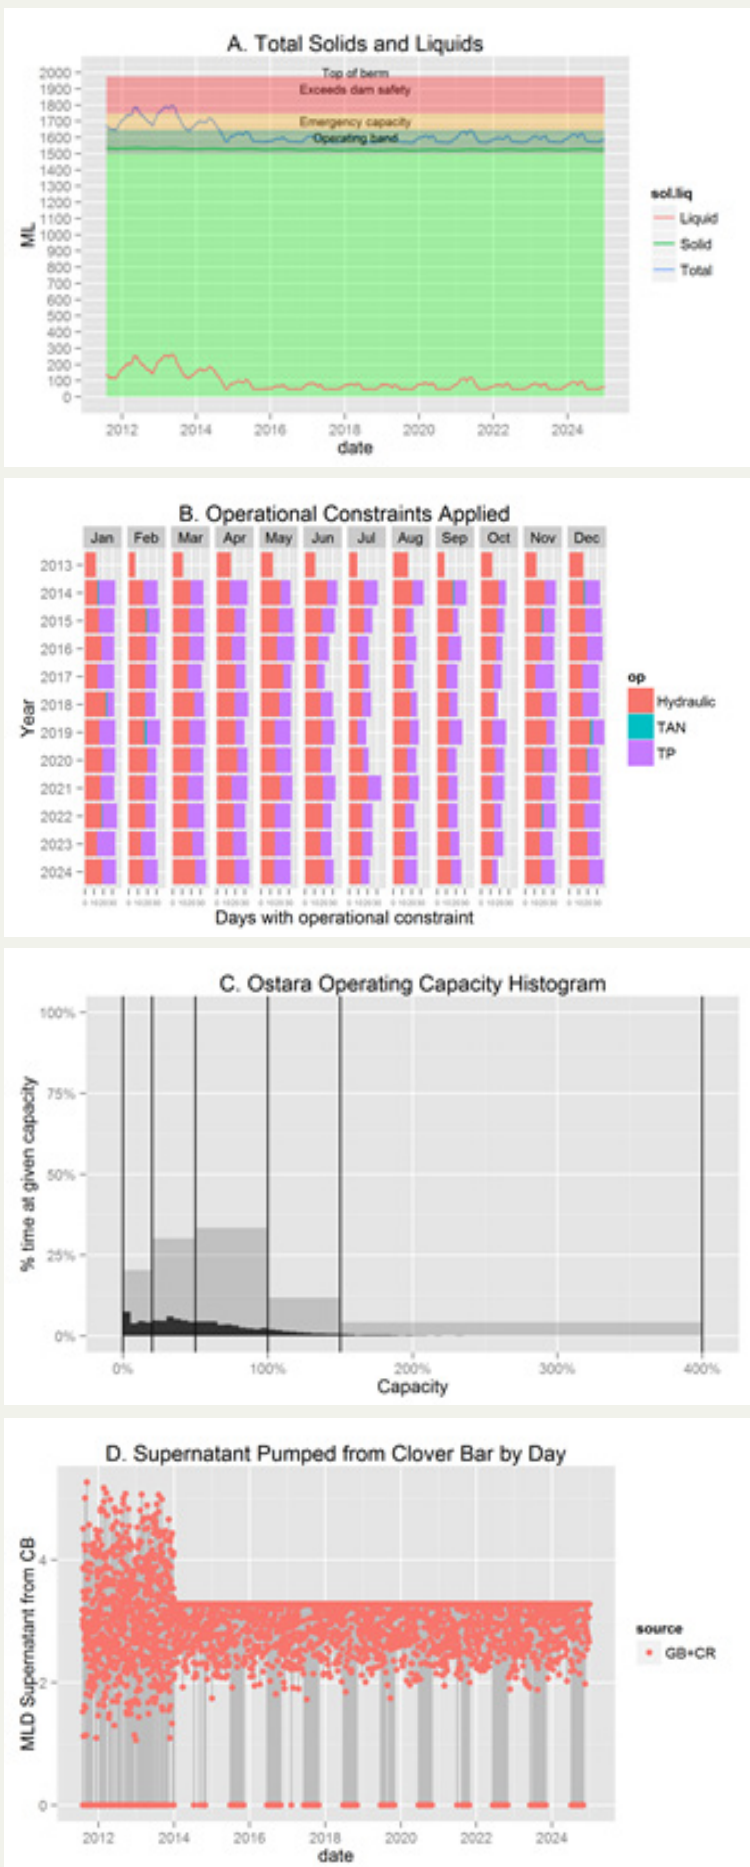 A. Total Solids and Liquids
2000
1900
1800
1700
1600
1500
1400
1300
1200
1100
1000
900
800
700
600
500
400
300
200
100
0
ML
Top of berm
Exceeds dam safety
Emergency capacity
Operating band
2012 2014 2016 2018 2020 2022 2024
date
sol.liq
Liquid
Solid
Total
B. Operational Constraints Applied
Jan Feb Mar Apr May Jun Jul Aug Sep Oct Nov Dec
2013
2014
2015
2016
2017
2018
2019
2020
2021
2022
2023
2024
Year
Days with operational constraint
op
Hydraulic
TAN
TP
C. Ostara Operating Capacity Histogram
100%
75%
50%
25%
0%
% time at given capacity
0% 100% 200% 300% 400%
Capacity
D. Supernatant Pumped from Clover Bar by Day
4
2
0
MLD Supernatant from CB
2012 2014 2016 2018 2020 2022 2024
date
source
GB+CR